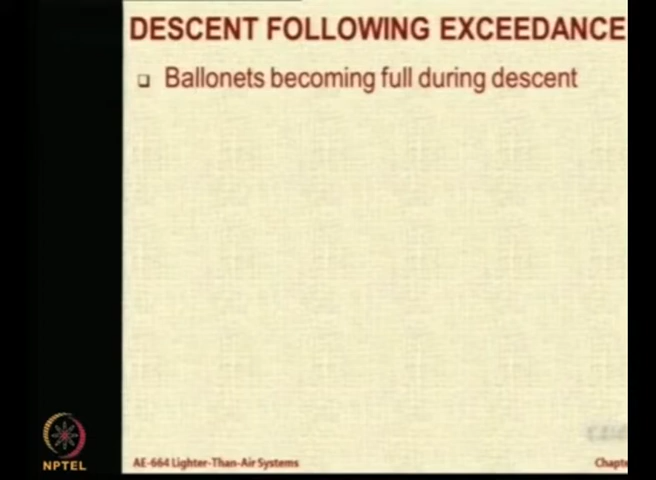 DESCENT FOLLOWING EXCEEDANCE
Ballonets becoming full during descent
NPTEL
AE-664 Lighter-Than-Air Systems